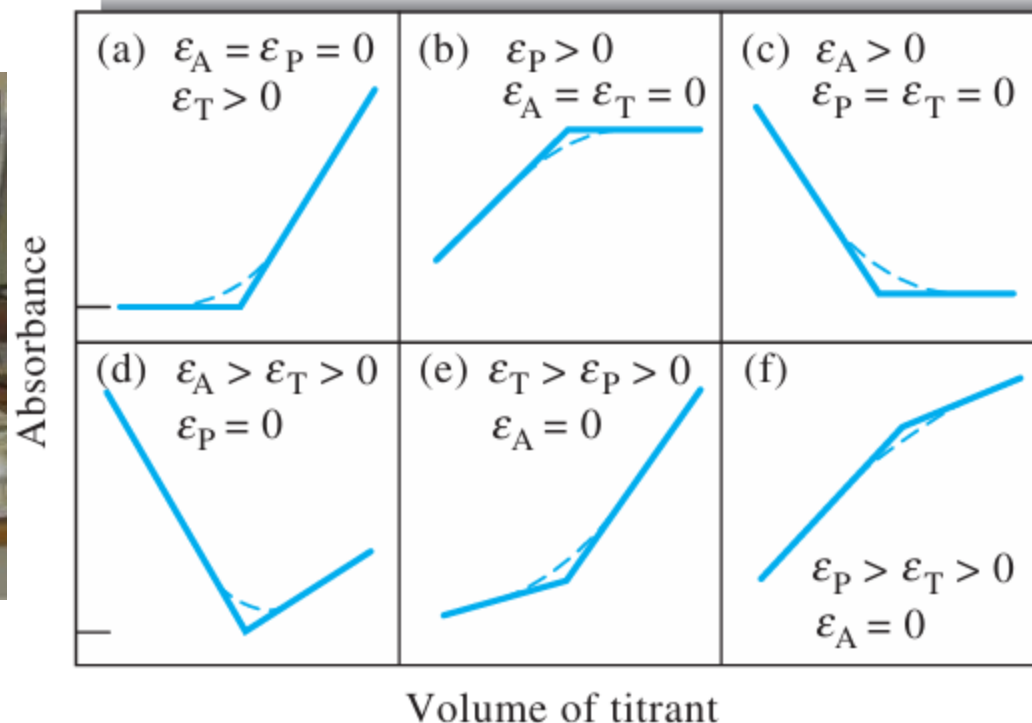 (a) εA = εP = 0
εT > 0
(b) εP > 0
εA = εT = 0
(c) εA > 0
εP = εT = 0
(d) εA > εT > 0
εP = 0
(e) εT > εP > 0
εA = 0
(f)
εP > εT > 0
εA = 0
Absorbance
Volume of titrant